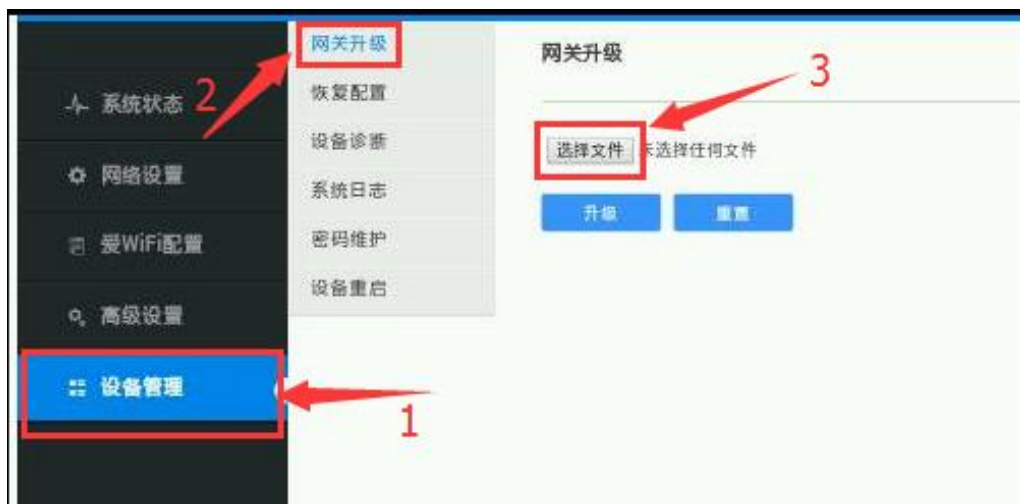 系统状态
网络设置
爱WiFi配置
高级设置
设备管理
1
网关升级
2
恢复配置
设备诊断
系统日志
密码维护
设备重启
网关升级
3
选择文件 未选择任何文件
升级 重置